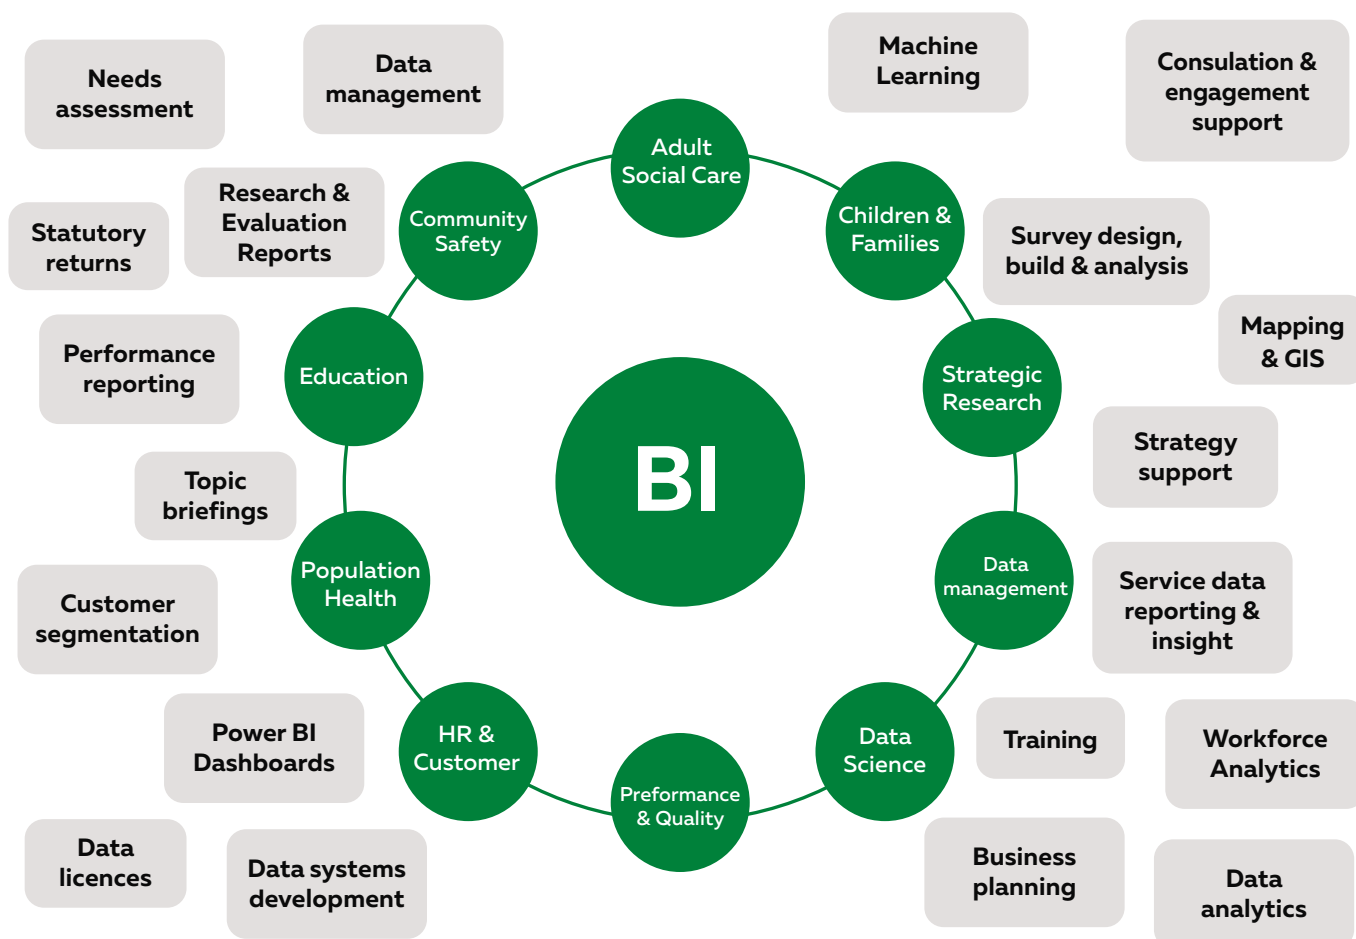 Needs
assessment
Data
management
Machine
Learning
Consulation &
engagement
support
Adult
Social Care
Research &
Evaluation
Reports
Community
Safety
Children &
Families
Survey design,
build & analysis
Statutory
returns
Mapping
& GIS
Performance
reporting
Education
Strategic
Research
Strategy
support
BI
Topic
briefings
Population
Health
Data
management
Service data
reporting &
insight
Customer
segmentation
Power BI
Dashboards
HR &
Customer
Preformance
& Quality
Data
Science
Training
Workforce
Analytics
Data
licences
Data systems
development
Business
planning
Data
analytics